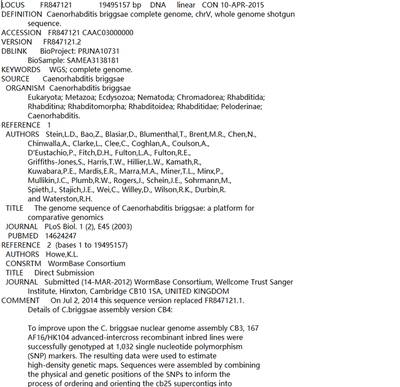 LOCUS FR847121 19495157 bp DNA linear CON 10-APR-2015
DEFINITION Caenorhabditis briggsae complete genome, chrV, whole genome shotgun
sequence.
ACCESSION FR847121 CAAC03000000
VERSION FR847121.2
DBLINK BioProject: PRJNA10731
BioSample: SAMEA3138181
KEYWORDS WGS; complete genome.
SOURCE Caenorhabditis briggsae
ORGANISM Caenorhabditis briggsae
Eukaryota; Metazoa; Ecdysozoa; Nematoda; Chromadorea; Rhabditida;
Rhabditina; Rhabditomorpha; Rhabditoidea; Rhabditidae; Peloderinae;
Caenorhabditis.
REFERENCE 1
AUTHORS Stein,L.D., Bao,Z., Blasiar,D., Blumenthal,T., Brent,M.R., Chen,N.,
Chinwalla,A., Clarke,L., Clee,C., Coghlan,A., Coulson,A.,
D'Eustachio,P., Fitch,D.H., Fulton,L.A., Fulton,R.E.,
Griffiths-Jones,S., Harris,T.W., Hillier,L.W., Kamath,R.,
Kuwabara,P.E., Mardis,E.R., Marra,M.A., Miner,T.L., Minx,P.,
Mullikin,J.C., Plumb,R.W., Rogers,J., Schein,J.E., Sohrmann,M.,
Spieth,J., Stajich,J.E., Wei,C., Willey,D., Wilson,R.K., Durbin,R.
and Waterston,R.H.
TITLE The genome sequence of Caenorhabditis briggsae: a platform for
comparative genomics
JOURNAL PLoS Biol. 1 (2), E45 (2003)
PUBMED 14624247
REFERENCE 2 (bases 1 to 19495157)
AUTHORS Howe,K.L.
CONSRTM WormBase Consortium
TITLE Direct Submission
JOURNAL Submitted (14-MAR-2012) WormBase Consortium, Wellcome Trust Sanger
Institute, Hinxton, Cambridge CB10 1SA, UNITED KINGDOM
COMMENT On Jul 2, 2014 this sequence version replaced FR847121.1.
Details of C.briggsae assembly version CB4:
To improve upon the C. briggsae nuclear genome assembly CB3, 167
AF16/HK104 advanced-intercross recombinant inbred lines were
successfully genotyped at 1,032 single nucleotide polymorphism
(SNP) markers. The resulting data were used to estimate
high-density genetic maps. Sequences were assembled by combining
the physical and genetic positions of the SNPs to inform the
process of ordering and orienting the cb25 supercontigs into